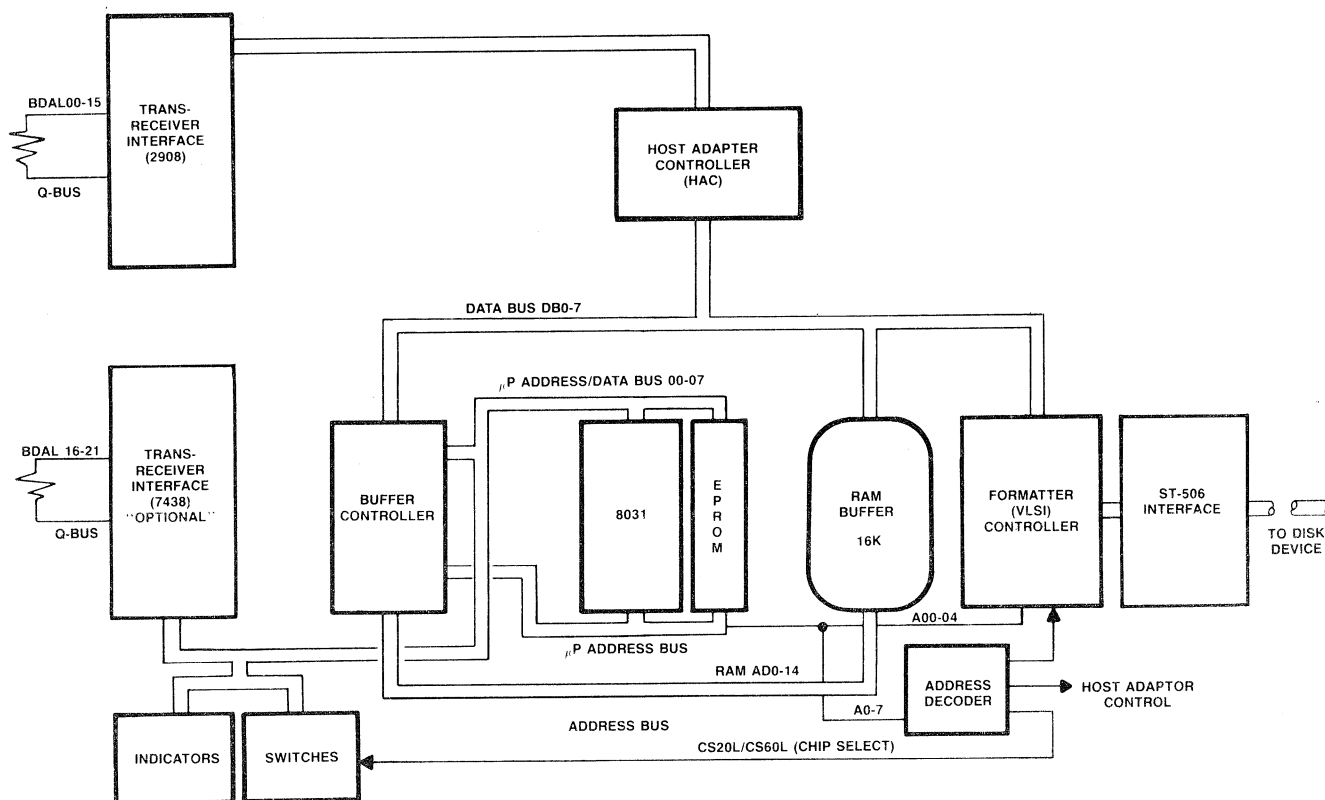 BDAL00-15
Q-BUS
TRANS-
RECEIVER
INTERFACE
(2908)
HOST ADAPTER
CONTROLLER
(HAC)
DATA BUS DB0-7
µP ADDRESS/DATA BUS 00-07
BDAL 16-21
Q-BUS
TRANS-
RECEIVER
INTERFACE
(7438)
"OPTIONAL"
BUFFER
CONTROLLER
8031
E
P
R
O
M
RAM
BUFFER
16K
FORMATTER
(VLSI)
CONTROLLER
ST-506
INTERFACE
TO DISK
DEVICE
A00-04
µP ADDRESS BUS
RAM AD0-14
A0-7
ADDRESS
DECODER
HOST ADAPTOR
CONTROL
ADDRESS BUS
CS20L/CS60L (CHIP SELECT)
INDICATORS
SWITCHES